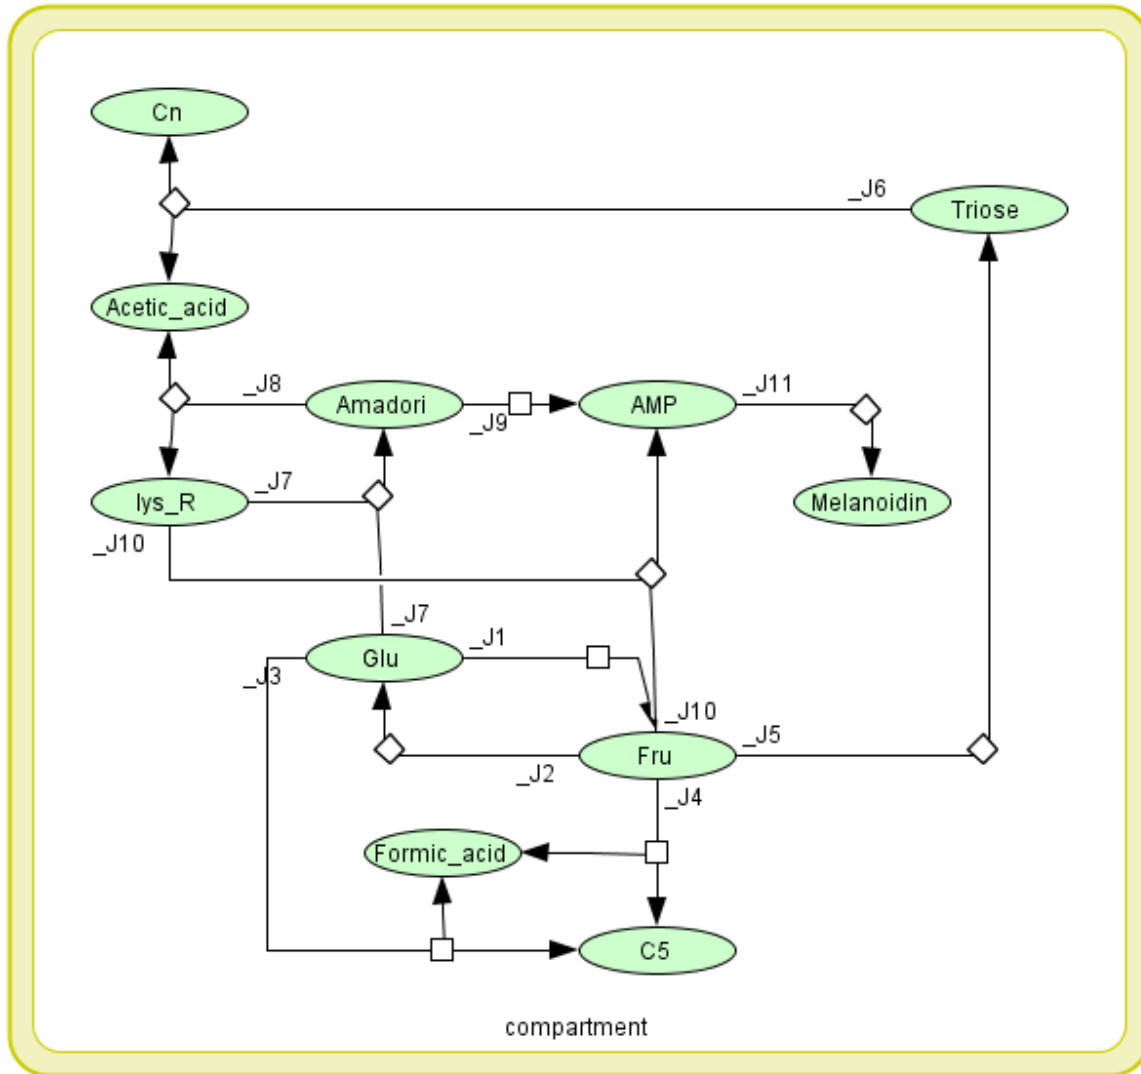 Cn
_J6
Triose
Acetic_acid
_J8
Amadori
_J9
AMP
_J11
lys_R
_J7
Melanoidin
_J10
_J7
_J1
Glu
_J3
_J10
_J2
Fru
_J5
_J4
Formic_acid
C5
compartment